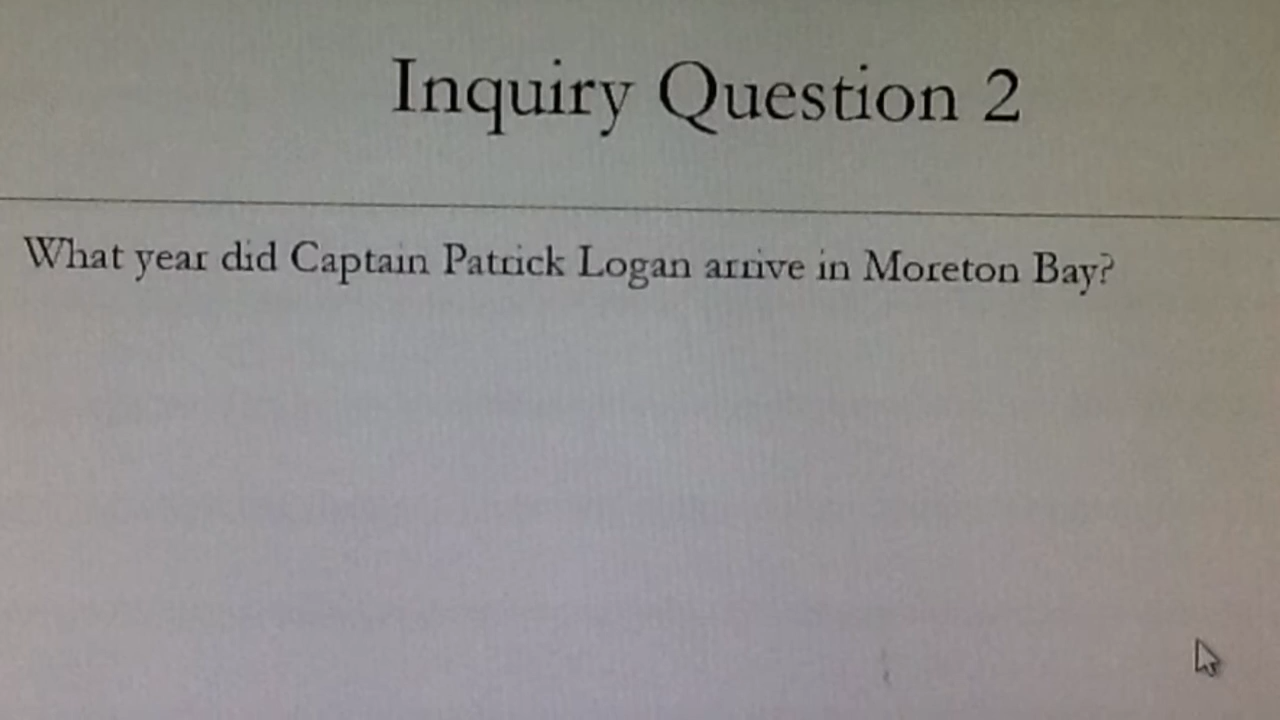 Inquiry Question 2
What year did Captain Patrick Logan arrive in Moreton Bay?